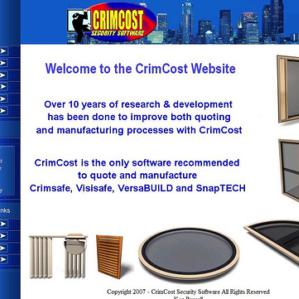 CRIMCOST
SECURITY SOFTWARE
Welcome to the CrimCost Website
Over 10 years of research & development
has been done to improve both quoting
and manufacturing processes with CrimCost
CrimCost is the only software recommended
to quote and manufacture
Crimsafe, Visisafe, VersaBUILD and SnapTECH
inks
Copyright 2007 - CrimCost Security Software All Rights Reserved